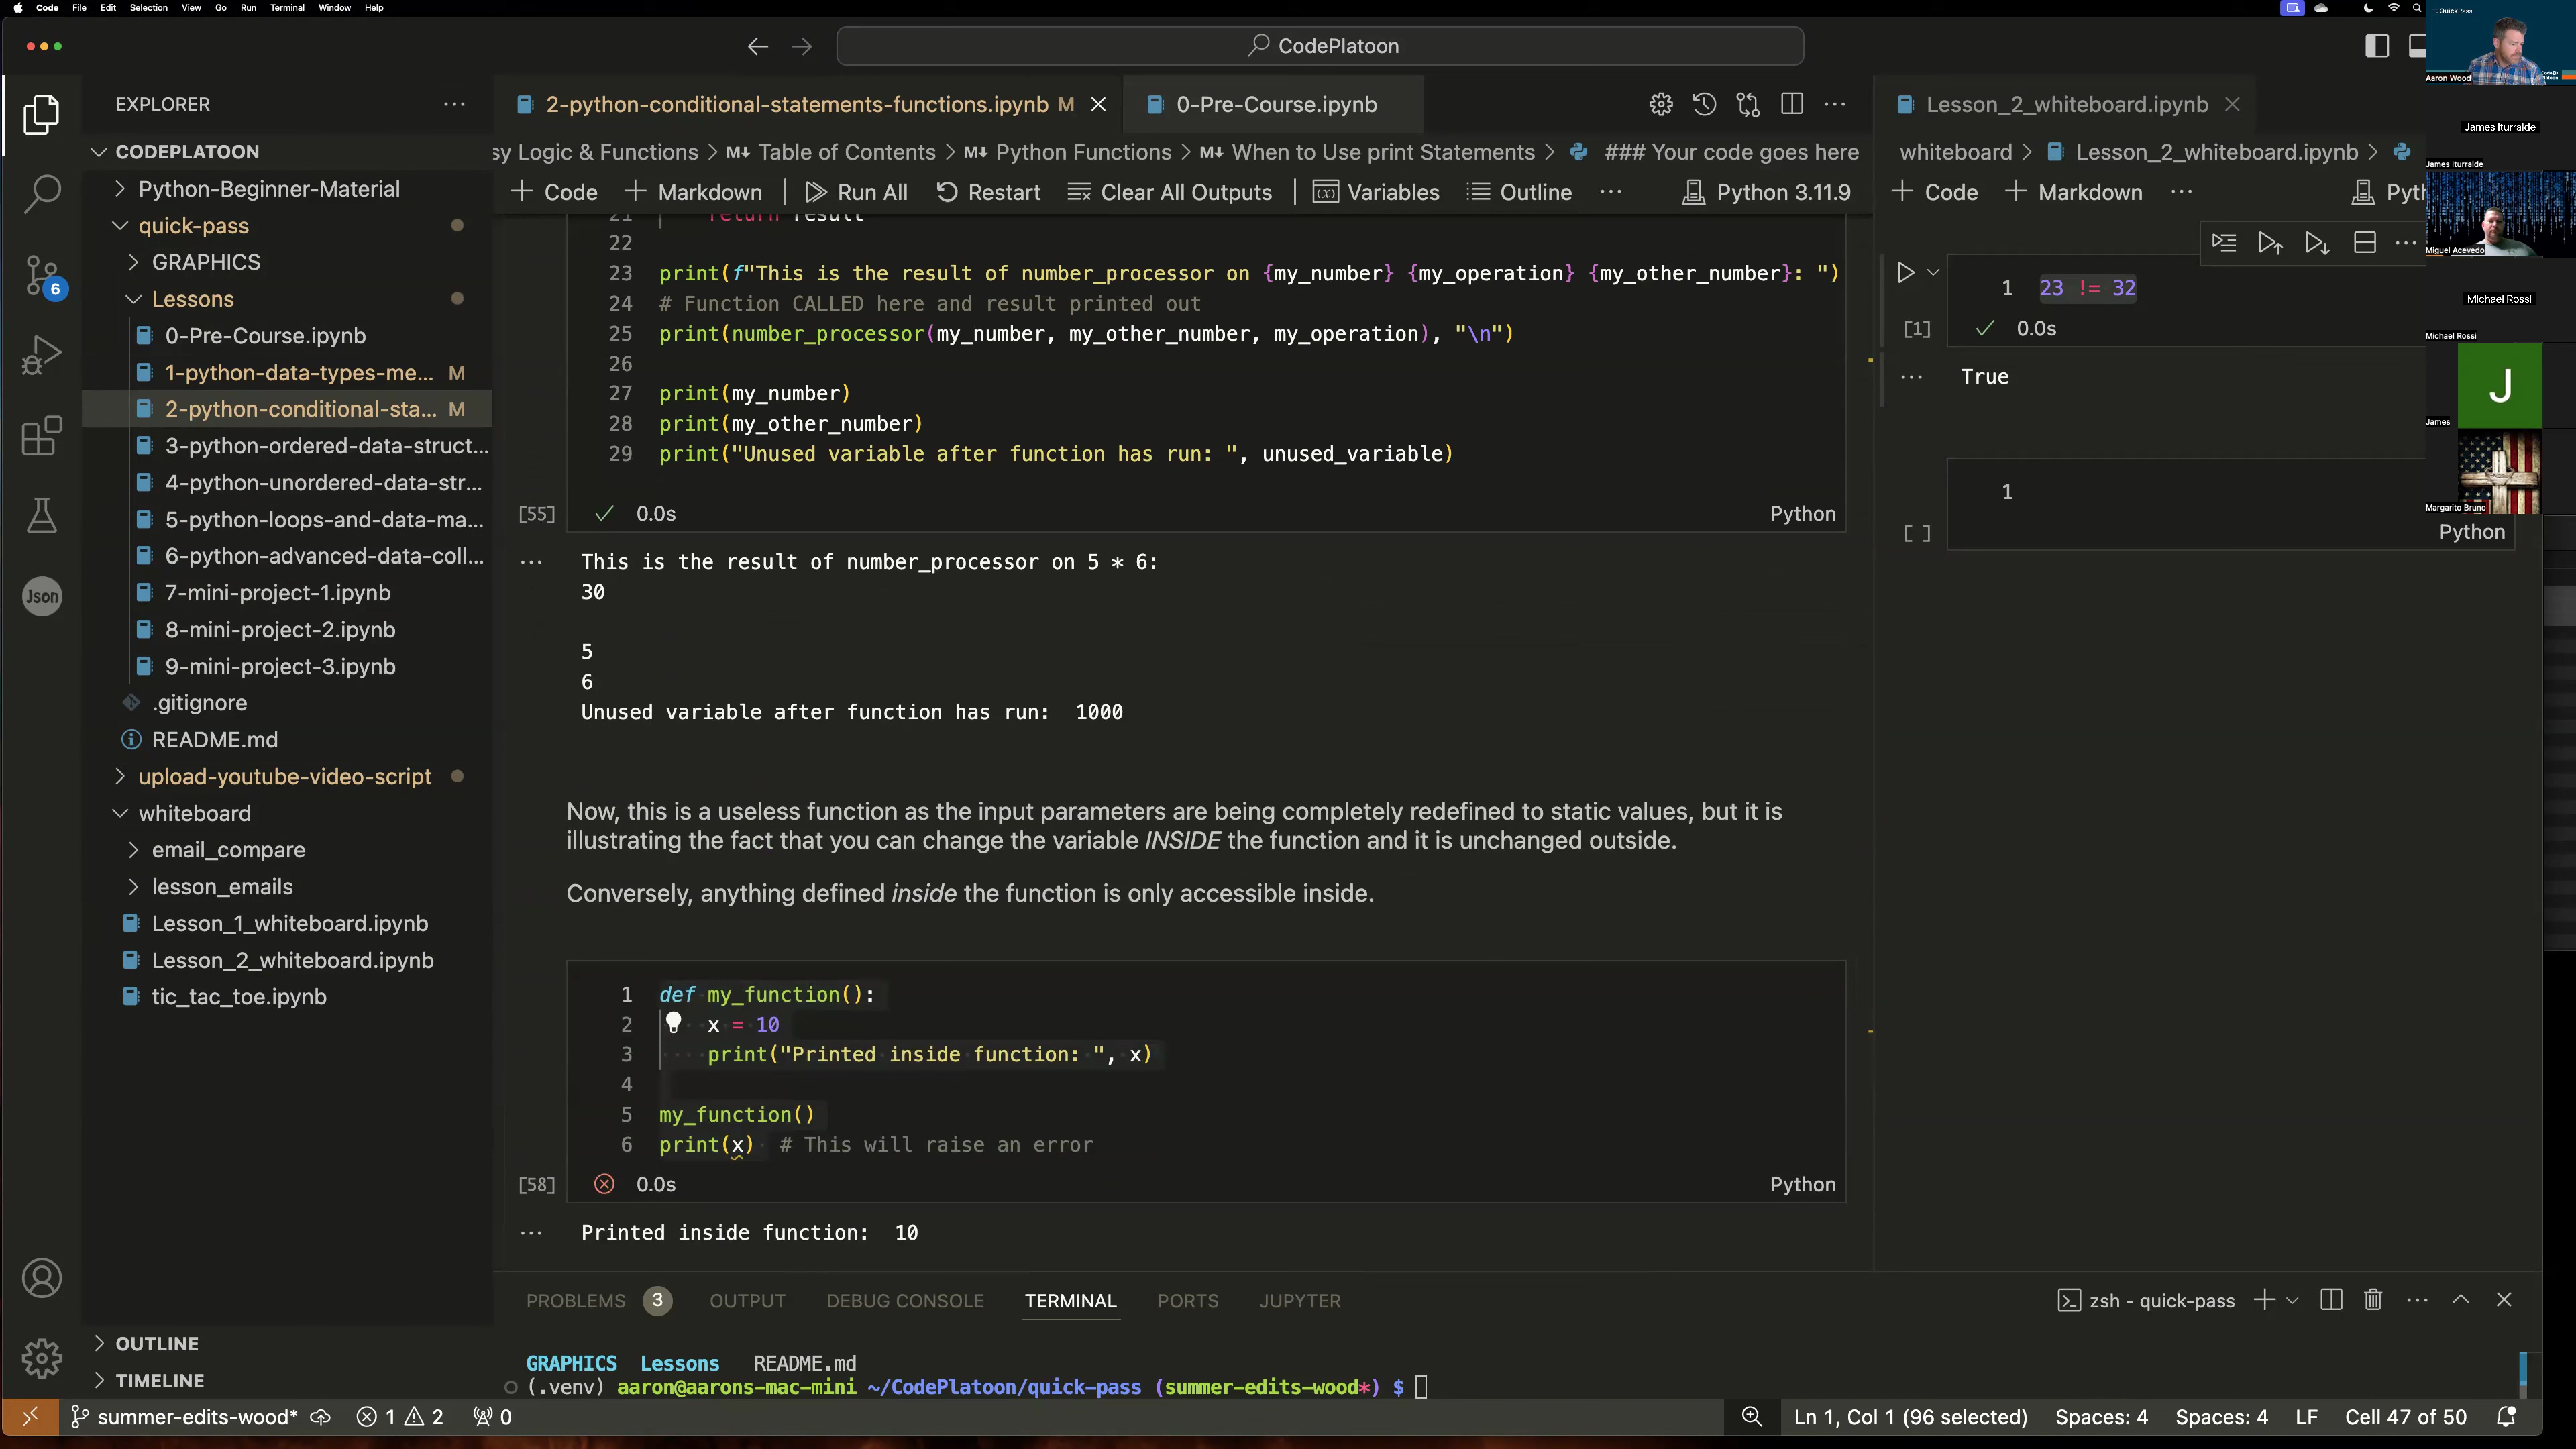 Code File Edit Selection View Go Run Terminal Window Help
CodePlatoon
EXPLORER
CODEPLATOON
Python-Beginner-Material
quick-pass
GRAPHICS
Lessons
0-Pre-Course.ipynb
1-python-data-types-me... M
2-python-conditional-sta... M
3-python-ordered-data-struct...
4-python-unordered-data-str...
5-python-loops-and-data-ma...
6-python-advanced-data-coll...
7-mini-project-1.ipynb
8-mini-project-2.ipynb
9-mini-project-3.ipynb
.gitignore
README.md
upload-youtube-video-script
whiteboard
email_compare
lesson_emails
Lesson_1_whiteboard.ipynb
Lesson_2_whiteboard.ipynb
tic_tac_toe.ipynb
OUTLINE
TIMELINE
6
Json
2-python-conditional-statements-functions.ipynb M
0-Pre-Course.ipynb
sy Logic & Functions > M↓ Table of Contents > M↓ Python Functions > M↓ When to Use print Statements > ### Your code goes here
+ Code + Markdown Run All Restart Clear All Outputs Variables Outline ... Python 3.11.9
21 return result
22
23 print(f"This is the result of number_processor on {my_number} {my_operation} {my_other_number}: ")
24 # Function CALLED here and result printed out
25 print(number_processor(my_number, my_other_number, my_operation), "\n")
26
27 print(my_number)
28 print(my_other_number)
29 print("Unused variable after function has run: ", unused_variable)
[55] 0.0s Python
This is the result of number_processor on 5 * 6:
30
5
6
Unused variable after function has run:  1000
Now, this is a useless function as the input parameters are being completely redefined to static values, but it is
illustrating the fact that you can change the variable INSIDE the function and it is unchanged outside.
Conversely, anything defined inside the function is only accessible inside.
1 def my_function():
2 x = 10
3 print("Printed inside function: ", x)
4
5 my_function()
6 print(x) # This will raise an error
[58] 0.0s Python
Printed inside function:  10
PROBLEMS 3 OUTPUT DEBUG CONSOLE TERMINAL PORTS JUPYTER
zsh - quick-pass
GRAPHICS Lessons README.md
(.venv) aaron@aarons-mac-mini ~/CodePlatoon/quick-pass (summer-edits-wood*) $
summer-edits-wood* 1 2 0
Ln 1, Col 1 (96 selected) Spaces: 4 Spaces: 4 LF Cell 47 of 50
Lesson_2_whiteboard.ipynb
whiteboard > Lesson_2_whiteboard.ipynb >
+ Code + Markdown ... Pyth
1 23 != 32
[1] 0.0s
True
1
[ ] Python
QuickPass
Aaron Wood
James Iturralde
James Iturralde
Miguel Acevedo
Michael Rossi
Michael Rossi
J
James
Margarito Bruno